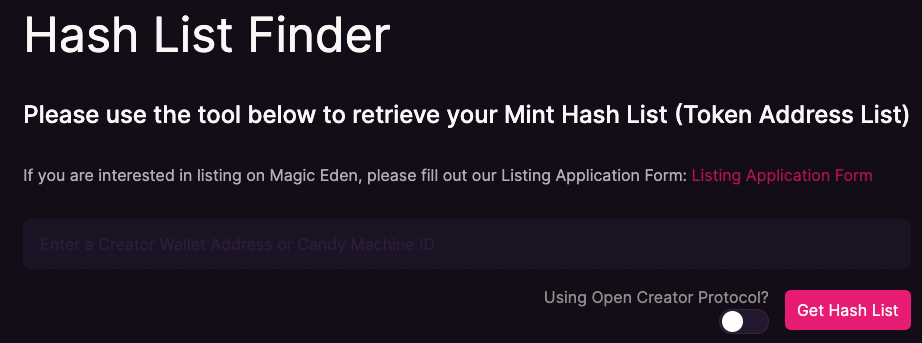 Hash List Finder
Please use the tool below to retrieve your Mint Hash List (Token Address List)
If you are interested in listing on Magic Eden, please fill out our Listing Application Form: Listing Application Form
Enter a Creator Wallet Address or Candy Machine ID
Using Open Creator Protocol?
Get Hash List